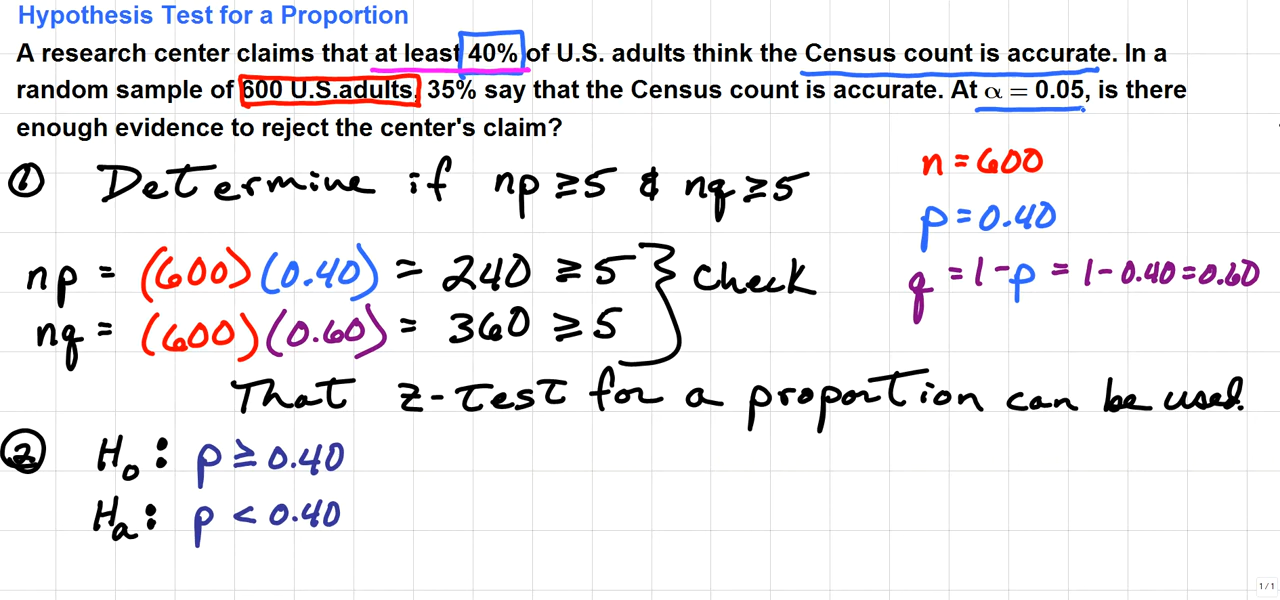 Hypothesis Test for a Proportion
A research center claims that at least 40% of U.S. adults think the Census count is accurate. In a
random sample of 600 U.S.adults, 35% say that the Census count is accurate. At α = 0.05, is there
enough evidence to reject the center's claim?
① Determine if np ≥ 5 & nq ≥ 5
n = 600
p = 0.40
q = 1 - p = 1 - 0.40 = 0.60
np = (600)(0.40) = 240 ≥ 5 } check
nq = (600)(0.60) = 360 ≥ 5
That z-test for a proportion can be used.
② H₀: p ≥ 0.40
Hₐ: p < 0.40
1/1